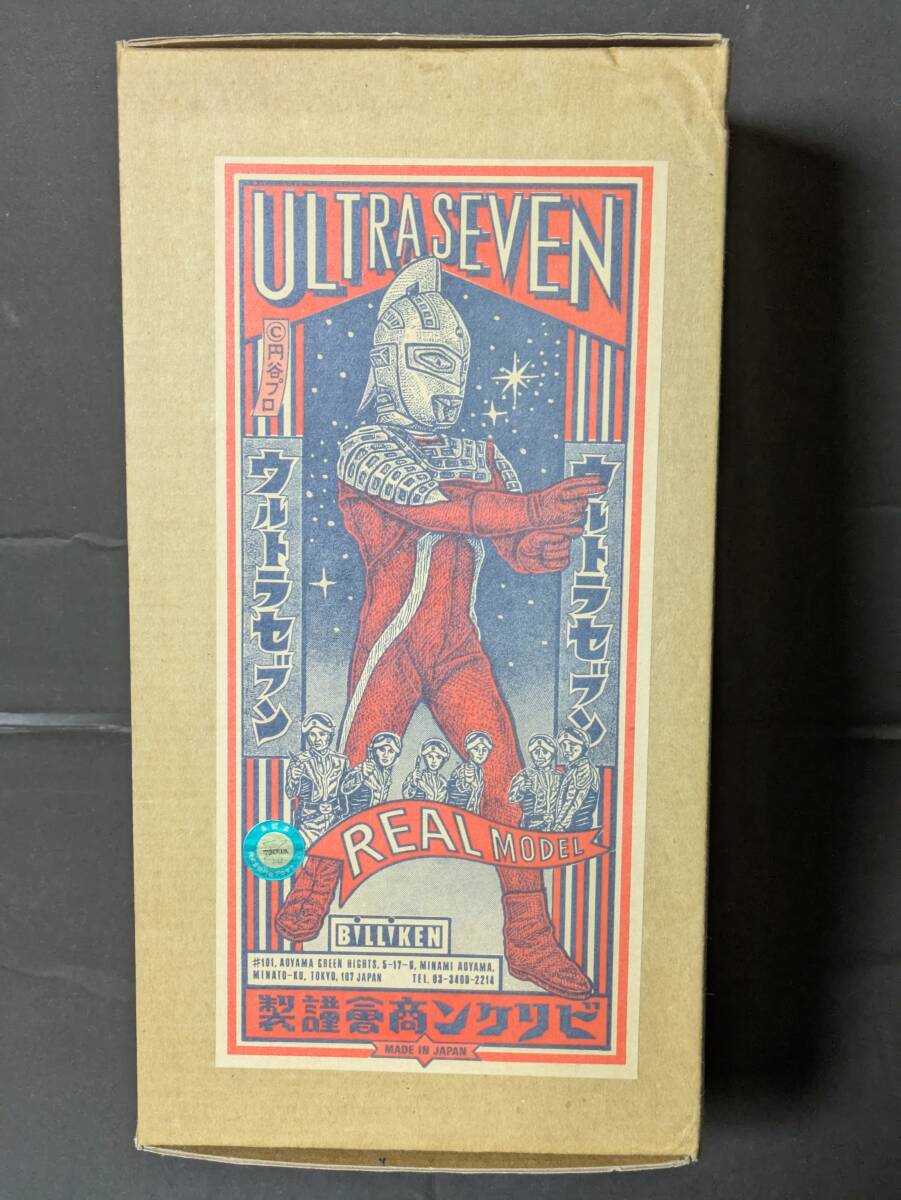 ULTRASEVEN
©円谷プロ
ウルトラセブン
ウルトラセブン
REAL MODEL
BILLIKEN
#101, AOYAMA GREEN HIGHTS, 5-17-6, MINAMI AOYAMA,
MINATO-KU, TOKYO, 107 JAPAN TEL. 03-3400-2214
製謹會商ンケリビ
MADE IN JAPAN